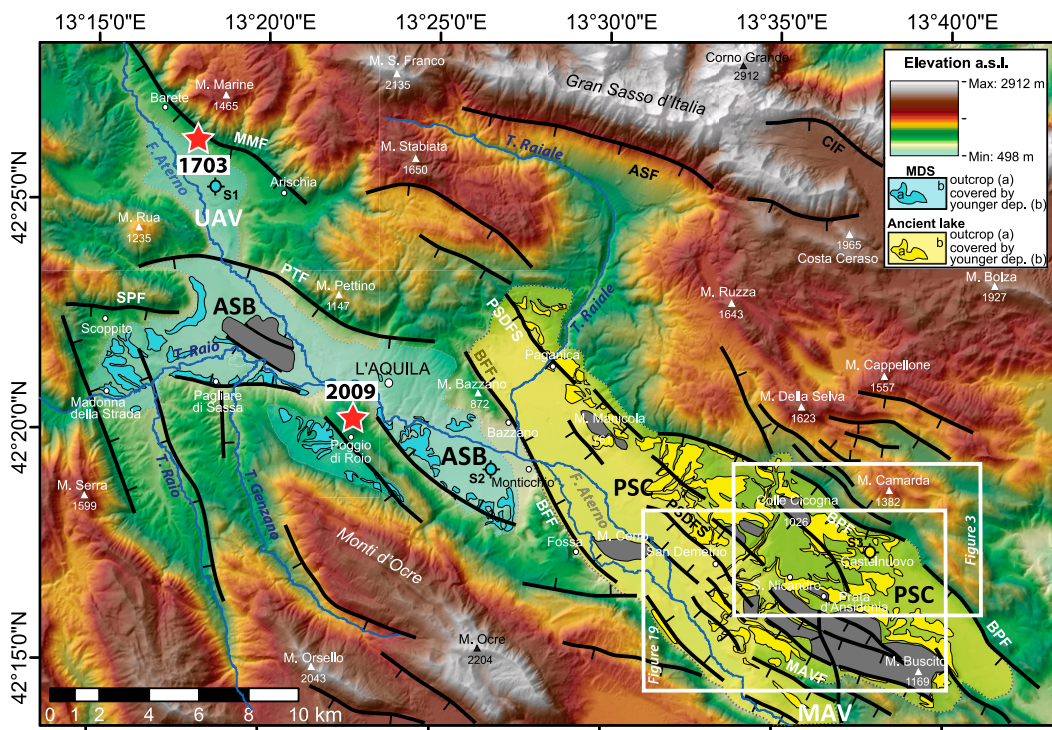 13°15'0"E
13°20'0"E
13°25'0"E
13°30'0"E
13°35'0"E
13°40'0"E
42°25'0"N
42°20'0"N
42°15'0"N
Elevation a.s.l.
Max: 2912 m
Min: 498 m
MDS
a
b
outcrop (a)
covered by
younger dep. (b)
Ancient lake
a
b
outcrop (a)
covered by
younger dep. (b)
Corno Grande
2912
M. S. Franco
2135
Gran Sasso d'Italia
M. Marine
1465
Barete
MMF
1703
F. Aterno
S1
Arischia
UAV
M. Stabiata
1650
T. Raiale
ASF
CIF
1965
Costa Ceraso
M. Bolza
1927
M. Rua
1235
PTF
M. Pettino
1147
SPF
Scoppito
ASB
T. Raio
L'AQUILA
PSDFS
T. Raiale
M. Ruzza
1643
BFF
Paganica
M. Cappellone
1557
Madonna
della Strada
Pagliare
di Sassa
2009
M. Bazzano
872
Bazzano
M. Manicola
M. Della Selva
1623
Poggio
di Roio
ASB
S2
Monticchio
PSC
M. Serra
1599
T. Raio
T. Genzano
BFF
F. Aterno
PSDFS
Colle Cicogna
1026
BPF
M. Camarda
1382
Figure 3
Monti d'Ocre
Fossa
M. Cerro
San Demetrio
Castelnuovo
S. Nicandro
Prata
d'Ansidonia
PSC
BPF
M. Ocre
2204
M. Orsello
2043
Figure 19
MAVF
M. Buscito
1169
MAV
0 1 2 4 6 8 10 km